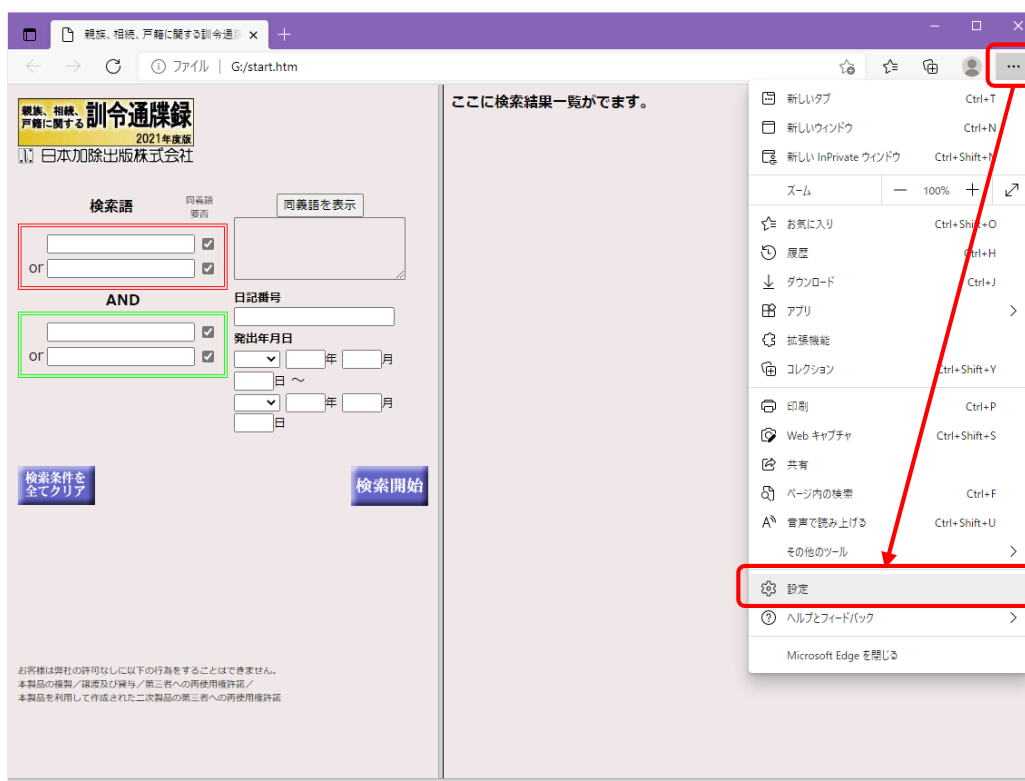 親族、相続、戸籍に関する訓令通牒
ファイル
G:/start.htm
親族、相続、
戸籍に関する 訓令通牒録
2021年度版
日本加除出版株式会社
検索語
同義語
要否
同義語を表示
or
AND
日記番号
発出年月日
or
年
月
日 ～
年
月
日
検索条件を
全てクリア
検索開始
お客様は弊社の許可なしに以下の行為をすることはできません。
本製品の複製／譲渡及び貸与／第三者への再使用権許諾／
本製品を利用して作成された二次製品の第三者への再使用権許諾
ここに検索結果一覧がでます。
新しいタブ Ctrl+T
新しいウィンドウ Ctrl+N
新しい InPrivate ウィンドウ Ctrl+Shift+N
ズーム — 100% +
お気に入り Ctrl+Shift+O
履歴 Ctrl+H
ダウンロード Ctrl+J
アプリ
拡張機能
コレクション Ctrl+Shift+Y
印刷 Ctrl+P
Web キャプチャ Ctrl+Shift+S
共有
ページ内の検索 Ctrl+F
音声で読み上げる Ctrl+Shift+U
その他のツール
設定
ヘルプとフィードバック
Microsoft Edge を閉じる